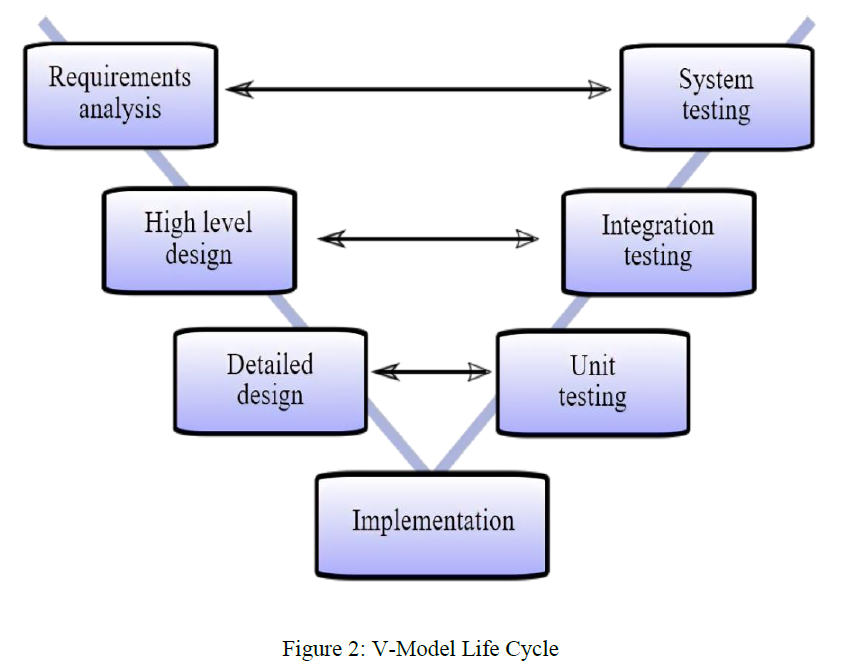 Requirements
analysis
System
testing
High level
design
Integration
testing
Detailed
design
Unit
testing
Implementation
Figure 2: V-Model Life Cycle